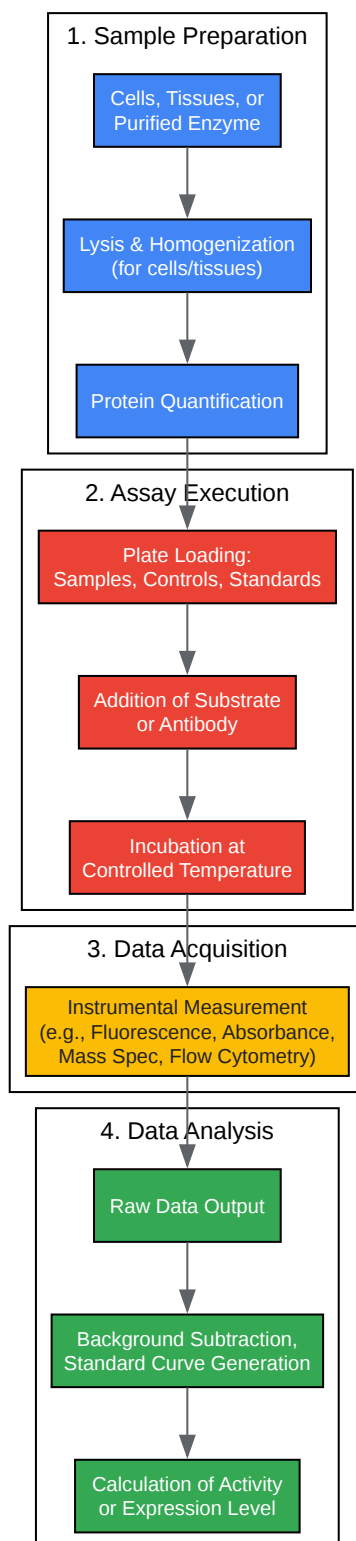 1. Sample Preparation
Cells, Tissues, or
Purified Enzyme
Lysis & Homogenization
(for cells/tissues)
Protein Quantification
2. Assay Execution
Plate Loading:
Samples, Controls, Standards
Addition of Substrate
or Antibody
Incubation at
Controlled Temperature
3. Data Acquisition
Instrumental Measurement
(e.g., Fluorescence, Absorbance,
Mass Spec, Flow Cytometry)
4. Data Analysis
Raw Data Output
Background Subtraction,
Standard Curve Generation
Calculation of Activity
or Expression Level